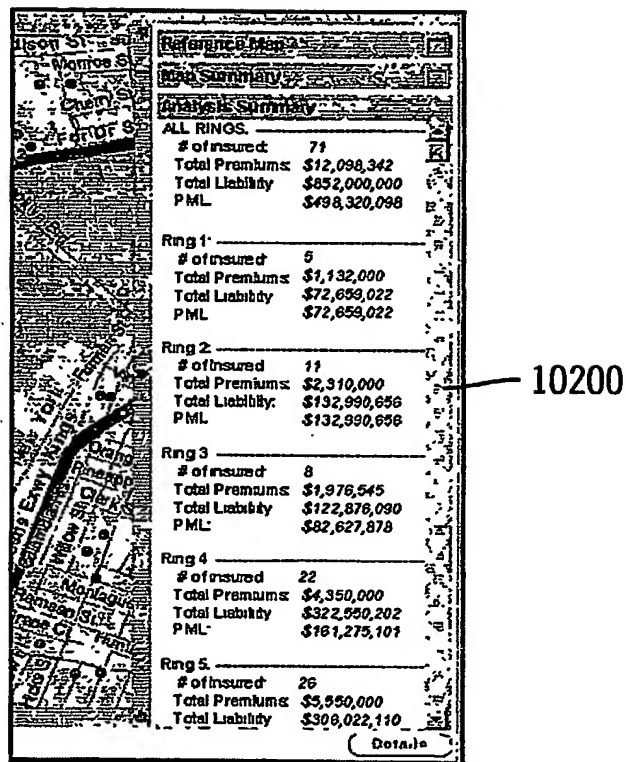 Monroe S
Cherry
Reference Map
Map Summary
Analysis Summary
ALL RINGS.
# of insured: 71
Total Premiums: $12,098,342
Total Liability $852,000,000
PML $498,320,098
Ring 1:
# of insured 5
Total Premiums: $1,132,000
Total Liability $72,659,022
PML $72,659,022
Ring 2:
# of insured 11
Total Premiums: $2,310,000
Total Liability: $132,990,656
PML $132,990,656
10200
Ring 3
# of insured: 8
Total Premiums: $1,976,545
Total Liability $122,876,090
PML: $82,627,878
Ring 4
# of insured 22
Total Premiums: $4,350,000
Total Liability $322,550,202
PML: $161,275,101
Ring 5.
# of insured 26
Total Premiums: $5,550,000
Total Liability $306,022,110
Details
York
Orang
Pineapp
Willow St
Clark
Montague
Remsen St.
Hicks